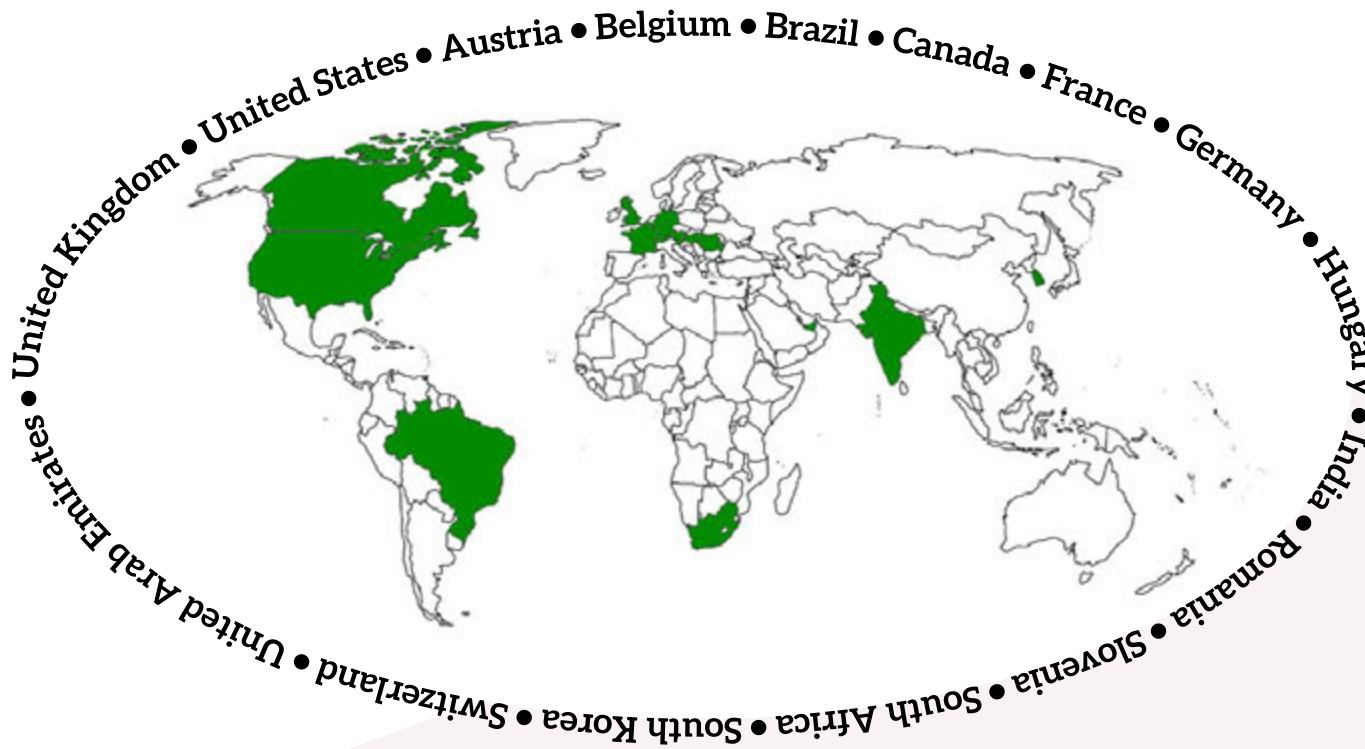 Austria • Belgium • Brazil • Canada • France • Germany • Hungary • India • Romania • Slovenia • South Africa • South Korea • Switzerland • United Arab Emirates • United Kingdom • United States •